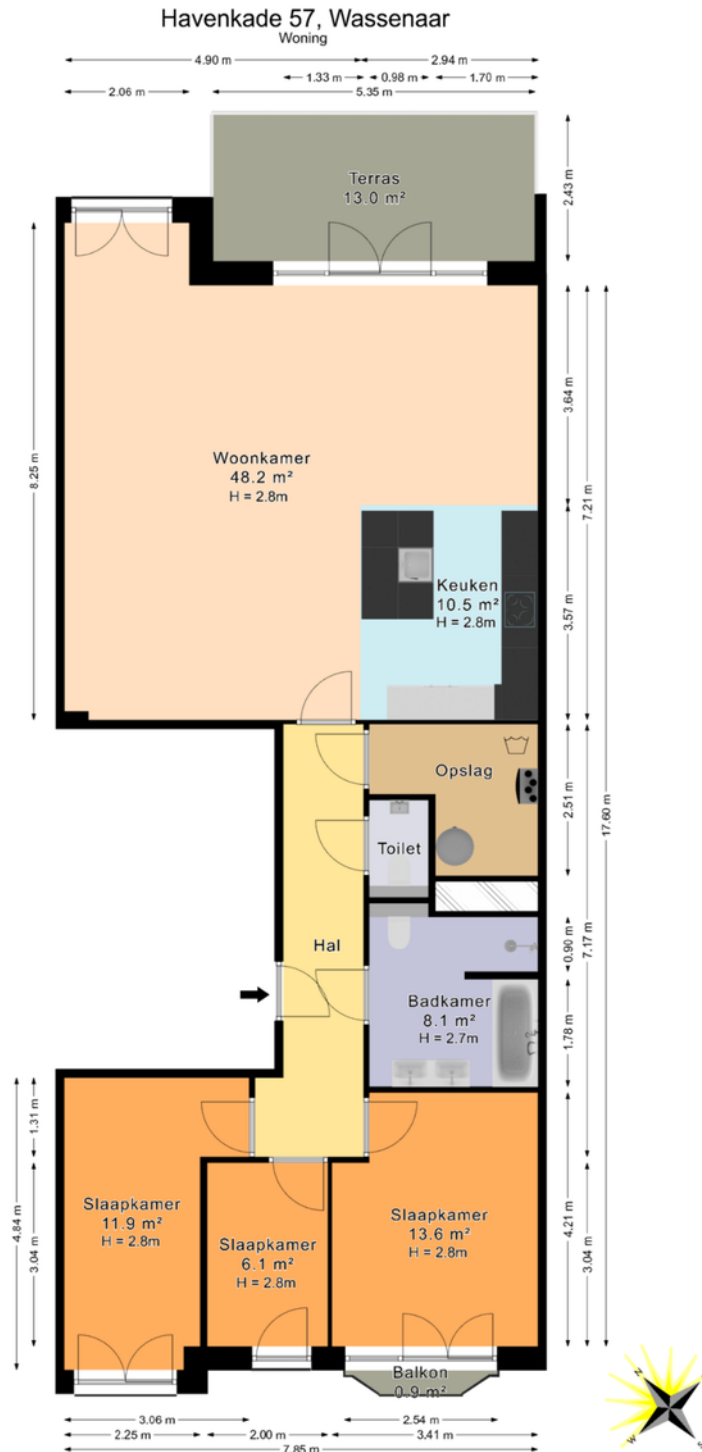 Havenkade 57, Wassenaar
Woning
4.90 m
2.94 m
1.33 m
0.98 m
1.70 m
2.06 m
5.35 m
Terras
13.0 m²
2.43 m
8.25 m
3.64 m
Woonkamer
48.2 m²
H = 2.8m
7.21 m
Keuken
10.5 m²
H = 2.8m
3.57 m
Opslag
2.51 m
17.60 m
Toilet
Hal
0.90 m
7.17 m
Badkamer
8.1 m²
H = 2.7m
1.78 m
1.31 m
4.84 m
3.04 m
Slaapkamer
11.9 m²
H = 2.8m
Slaapkamer
6.1 m²
H = 2.8m
Slaapkamer
13.6 m²
H = 2.8m
4.21 m
3.04 m
Balkon
0.9 m²
N
W
3.06 m
2.54 m
2.25 m
2.00 m
3.41 m
7.85 m